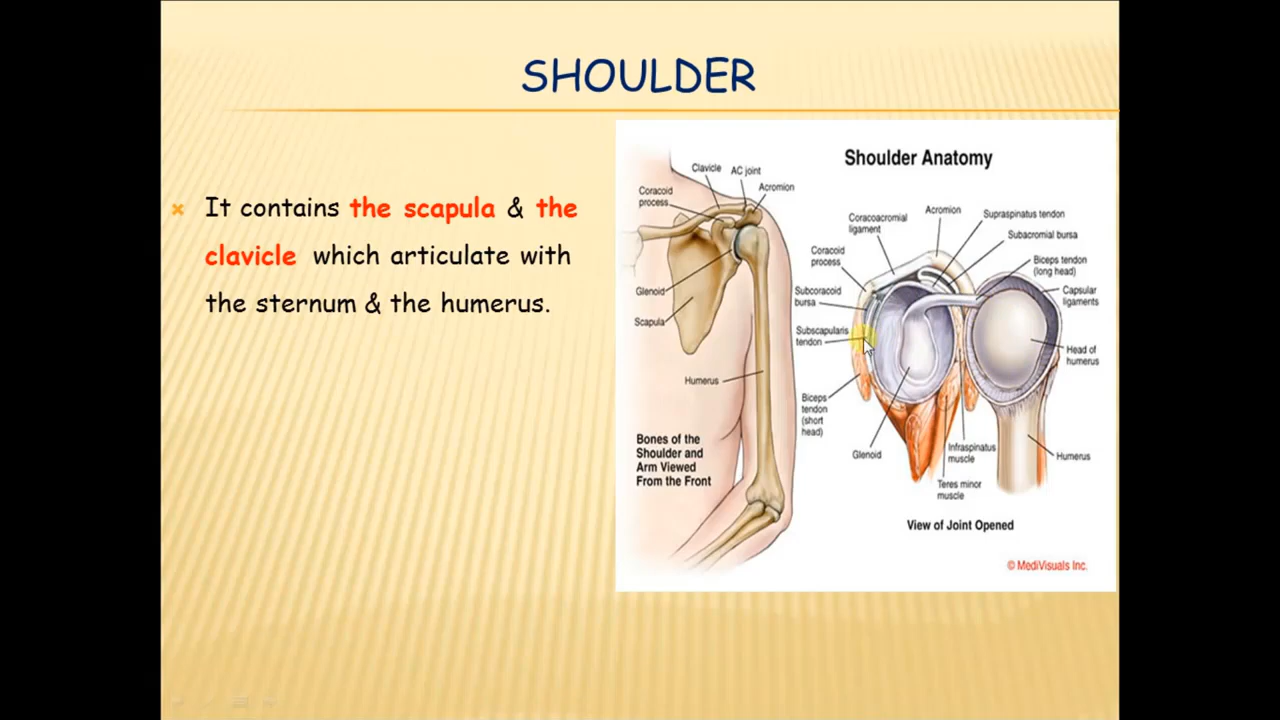 SHOULDER
It contains the scapula & the
clavicle which articulate with
the sternum & the humerus.
Clavicle
AC joint
Acromion
Coracoid
process
Glenoid
Scapula
Humerus
Bones of the
Shoulder and
Arm Viewed
From the Front
Shoulder Anatomy
Acromion
Supraspinatus tendon
Coracoacromial
ligament
Subacromial bursa
Coracoid
process
Biceps tendon
(long head)
Subcoracoid
bursa
Capsular
ligaments
Subscapularis
tendon
Head of
humerus
Biceps
tendon
(short
head)
Glenoid
Infraspinatus
muscle
Humerus
Teres minor
muscle
View of Joint Opened
© MediVisuals Inc.